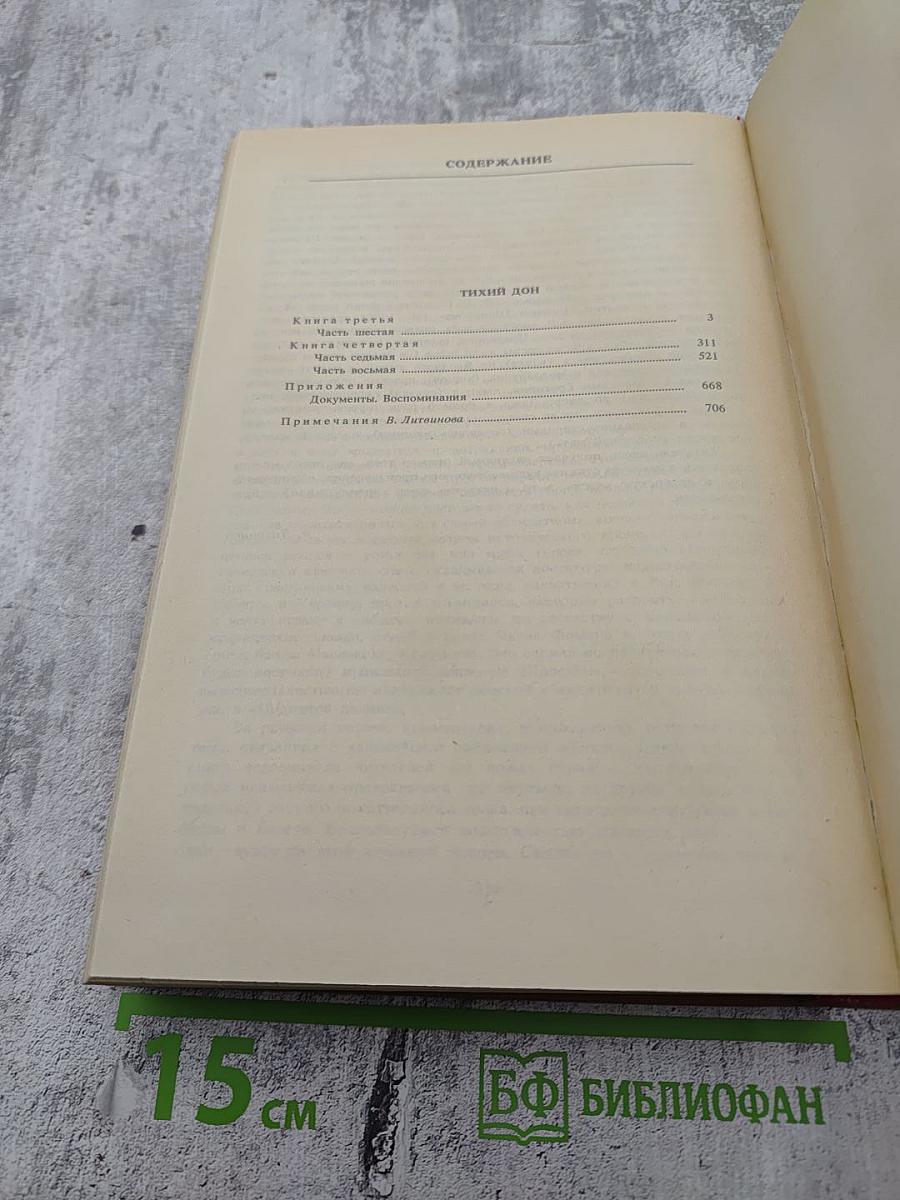 СОДЕРЖАНИЕ
ТИХИЙ ДОН
Книга третья
Часть шестая ........ 3
Книга четвертая
Часть седьмая ........ 311
Часть восьмая ........ 521
Приложения
Документы. Воспоминания ........ 668
Примечания В. Литвинова ........ 706
15 см
БФ БИБЛИОФАН